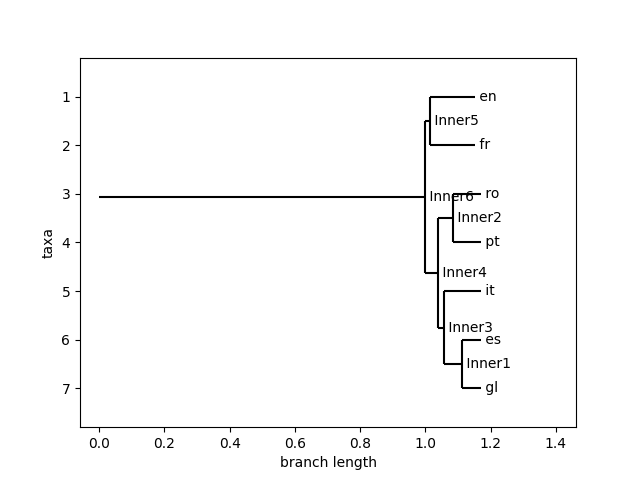 1
en
Inner5
2
fr
3
Inner6
ro
Inner2
4
pt
taxa
Inner4
5
it
Inner3
6
es
Inner1
7
gl
0.0 0.2 0.4 0.6 0.8 1.0 1.2 1.4
branch length